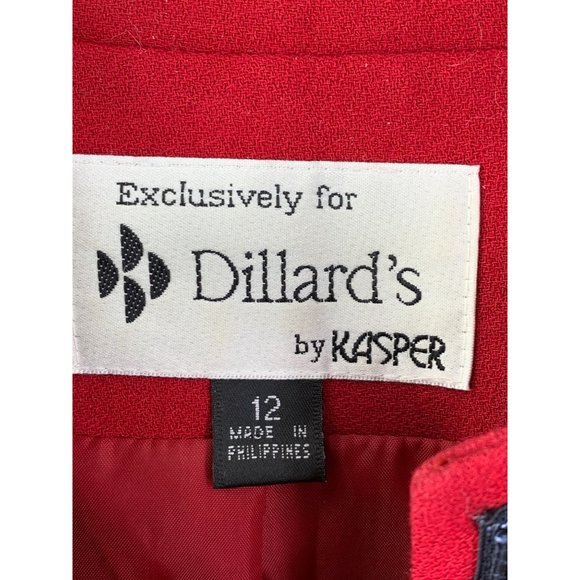 Exclusively for
Dillard's
by KASPER
12
MADE IN
PHILIPPINES